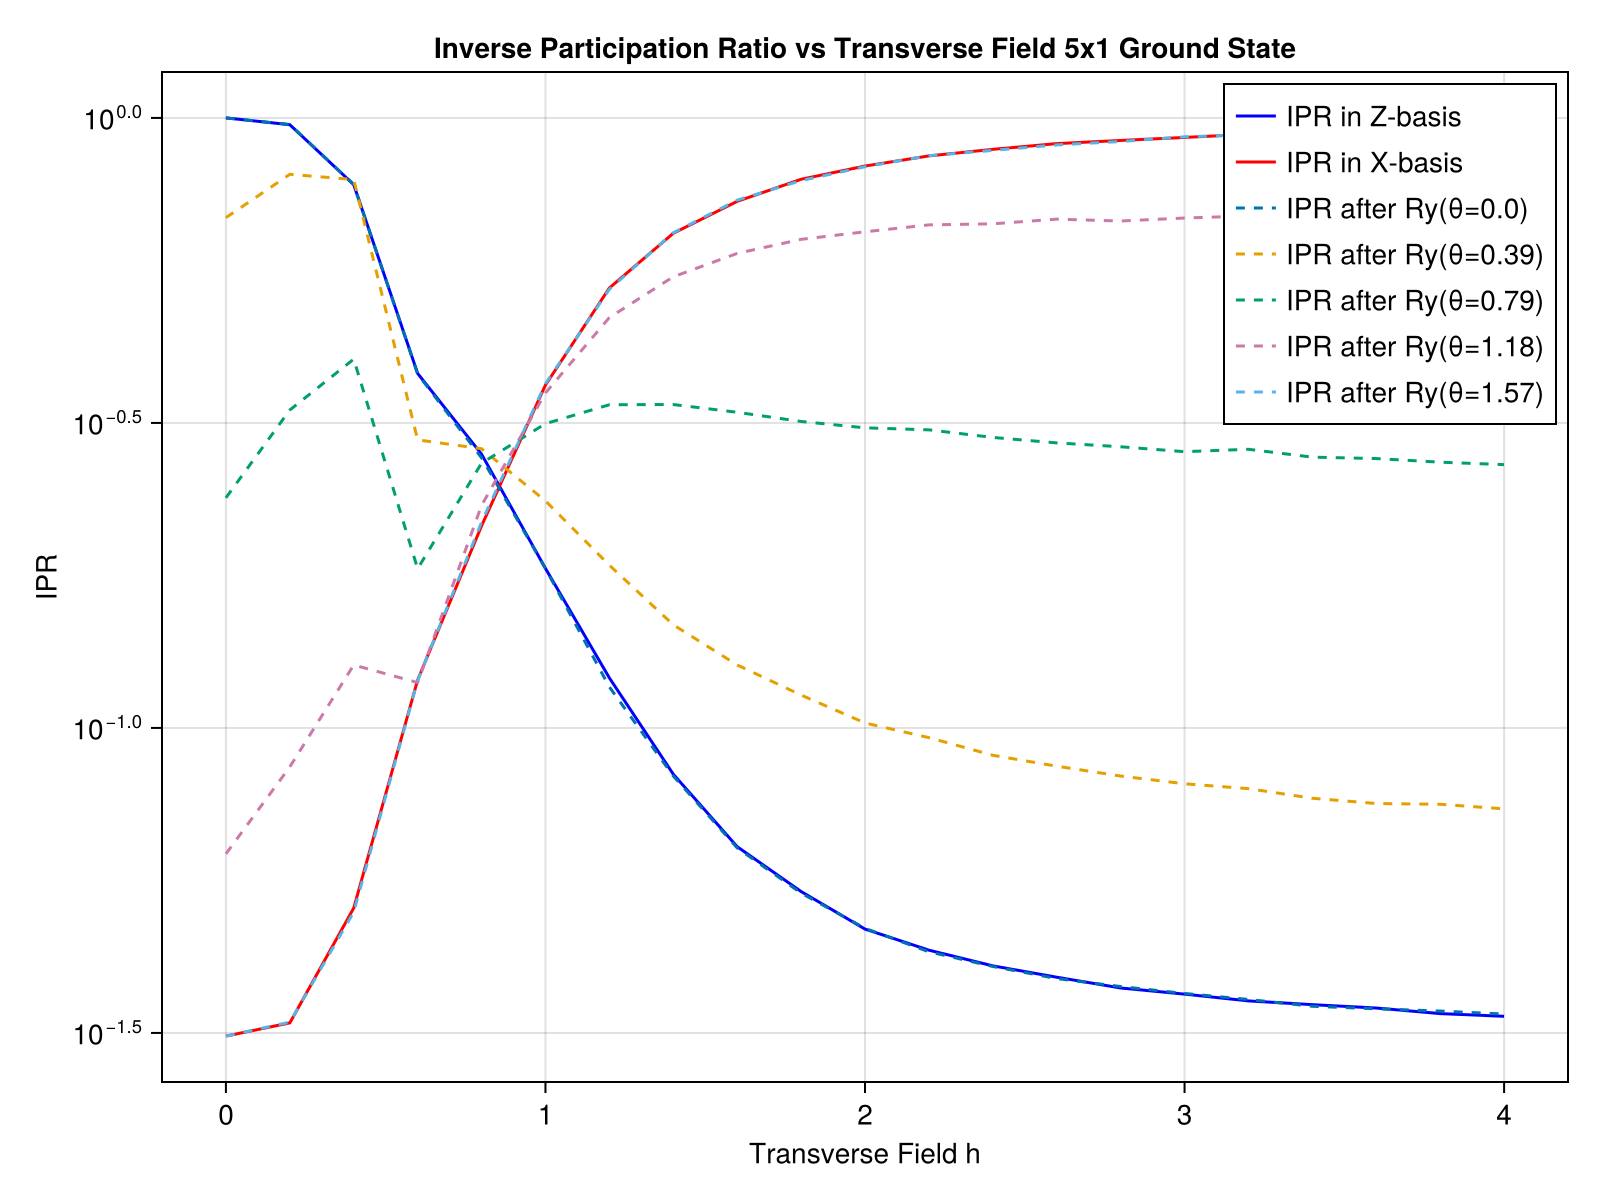 Inverse Participation Ratio vs Transverse Field 5x1 Ground State
IPR in Z-basis
IPR in X-basis
IPR after Ry(θ=0.0)
IPR after Ry(θ=0.39)
IPR after Ry(θ=0.79)
IPR after Ry(θ=1.18)
IPR after Ry(θ=1.57)
IPR
10^0.0
10^-0.5
10^-1.0
10^-1.5
0 1 2 3 4
Transverse Field h